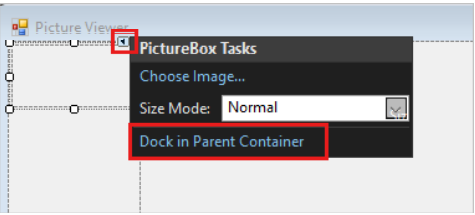 Picture Viewer
PictureBox Tasks
Choose Image...
Size Mode: Normal
Dock in Parent Container